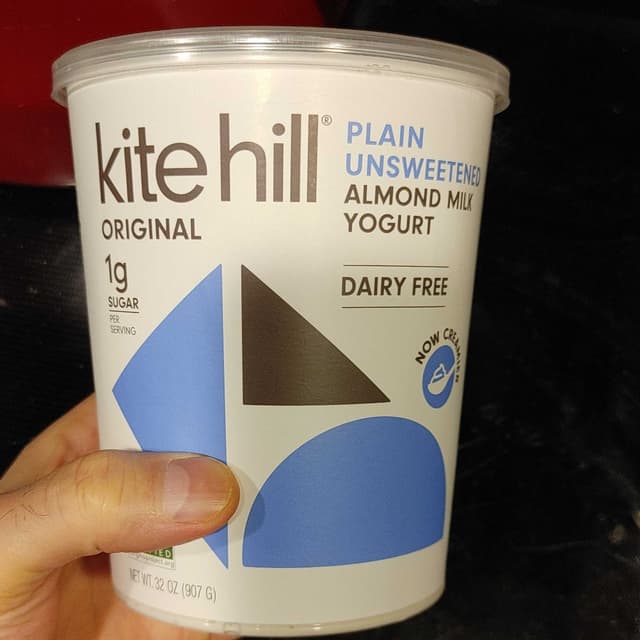 kite hill®
ORIGINAL
1g
SUGAR
PER
SERVING
PLAIN
UNSWEETENED
ALMOND MILK
YOGURT
DAIRY FREE
NOW CREAMIER
NET WT. 32 OZ (907 G)